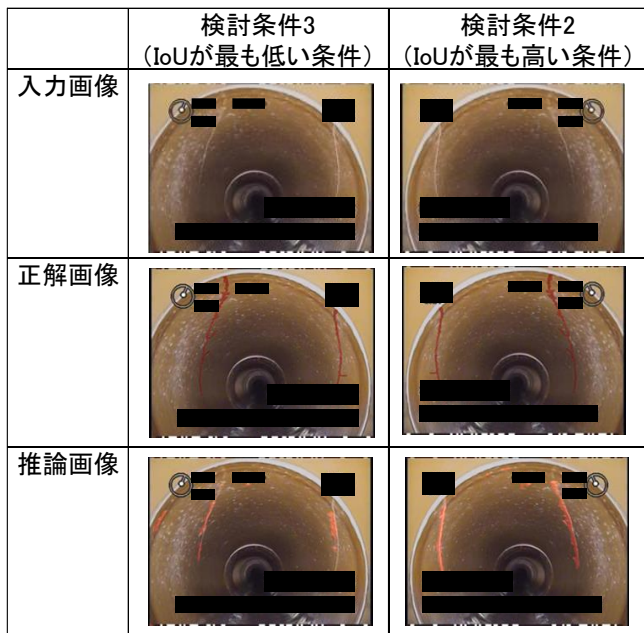 検討条件3
(IoUが最も低い条件)
検討条件2
(IoUが最も高い条件)
入力画像
正解画像
推論画像